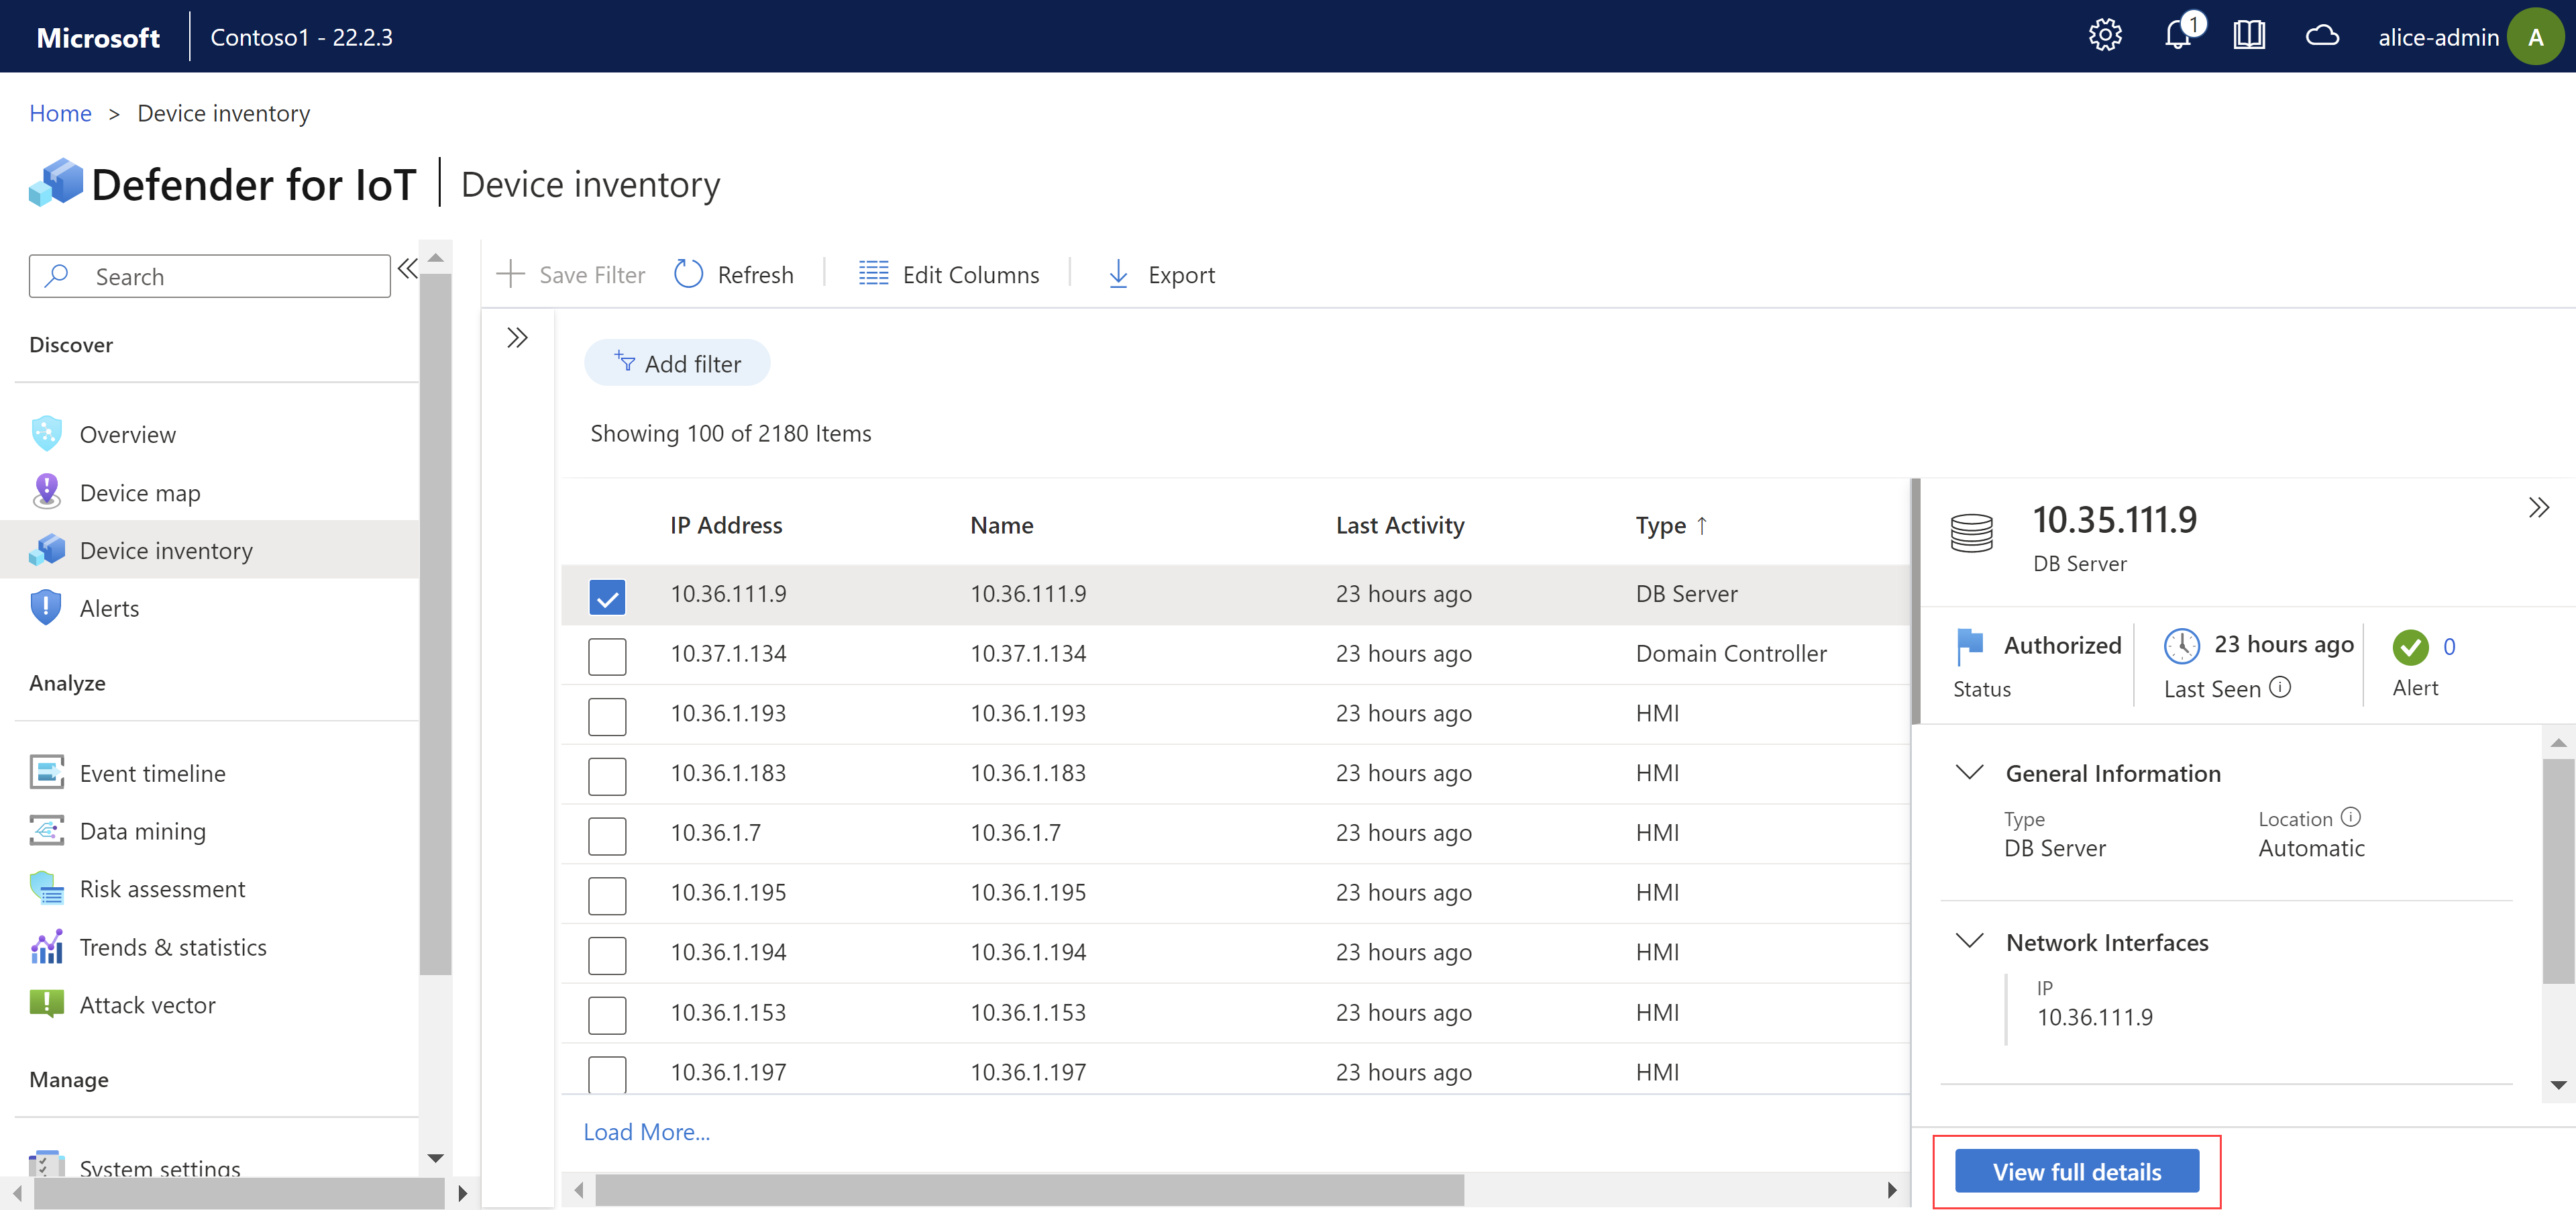 Microsoft
Contoso1 - 22.2.3
1
alice-admin
A
Home > Device inventory
Defender for IoT | Device inventory
Search
Discover
Overview
Device map
Device inventory
Alerts
Analyze
Event timeline
Data mining
Risk assessment
Trends & statistics
Attack vector
Manage
System settings
Save Filter
Refresh
Edit Columns
Export
Add filter
Showing 100 of 2180 Items
IP Address Name Last Activity Type ↑
10.36.111.9 10.36.111.9 23 hours ago DB Server
10.37.1.134 10.37.1.134 23 hours ago Domain Controller
10.36.1.193 10.36.1.193 23 hours ago HMI
10.36.1.183 10.36.1.183 23 hours ago HMI
10.36.1.7 10.36.1.7 23 hours ago HMI
10.36.1.195 10.36.1.195 23 hours ago HMI
10.36.1.194 10.36.1.194 23 hours ago HMI
10.36.1.153 10.36.1.153 23 hours ago HMI
10.36.1.197 10.36.1.197 23 hours ago HMI
Load More...
10.35.111.9
DB Server
Authorized
Status
23 hours ago
Last Seen
0
Alert
General Information
Type
DB Server
Location
Automatic
Network Interfaces
IP
10.36.111.9
View full details